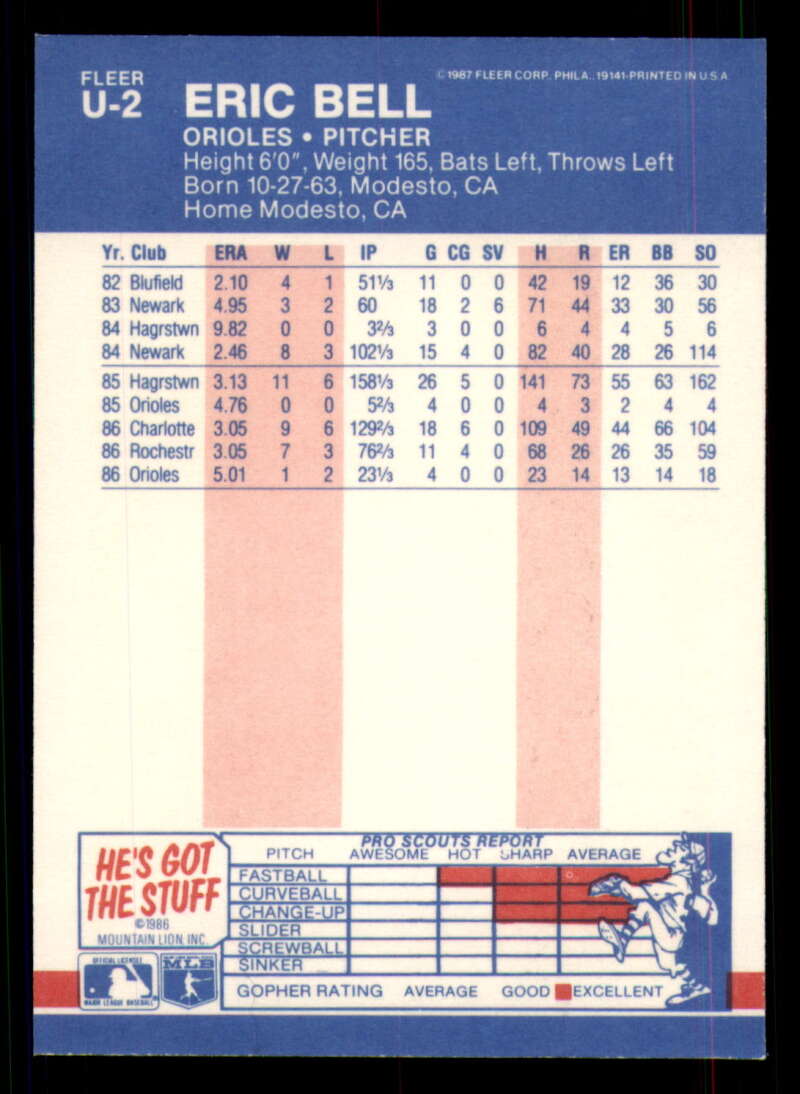 FLEER
U-2
ERIC BELL
©1987 FLEER CORP. PHILA., 19141-PRINTED IN U.S.A.
ORIOLES • PITCHER
Height 6'0", Weight 165, Bats Left, Throws Left
Born 10-27-63, Modesto, CA
Home Modesto, CA
Yr. Club ERA W L IP G CG SV H R ER BB SO
82 Blufield 2.10 4 1 51⅓ 11 0 0 42 19 12 36 30
83 Newark 4.95 3 2 60 18 2 6 71 44 33 30 56
84 Hagrstwn 9.82 0 0 3⅔ 3 0 0 6 4 4 5 6
84 Newark 2.46 8 3 102⅓ 15 4 0 82 40 28 26 114
85 Hagrstwn 3.13 11 6 158⅓ 26 5 0 141 73 55 63 162
85 Orioles 4.76 0 0 5⅔ 4 0 0 4 3 2 4 4
86 Charlotte 3.05 9 6 129⅔ 18 6 0 109 49 44 66 104
86 Rochestr 3.05 7 3 76⅔ 11 4 0 68 26 26 35 59
86 Orioles 5.01 1 2 23⅓ 4 0 0 23 14 13 14 18
HE'S GOT
THE STUFF
©1986
MOUNTAIN LION, INC.
OFFICIAL LICENSEE
MAJOR LEAGUE BASEBALL
MLB
PRO SCOUTS REPORT
PITCH AWESOME HOT SHARP AVERAGE
FASTBALL
CURVEBALL
CHANGE-UP
SLIDER
SCREWBALL
SINKER
GOPHER RATING AVERAGE GOOD EXCELLENT